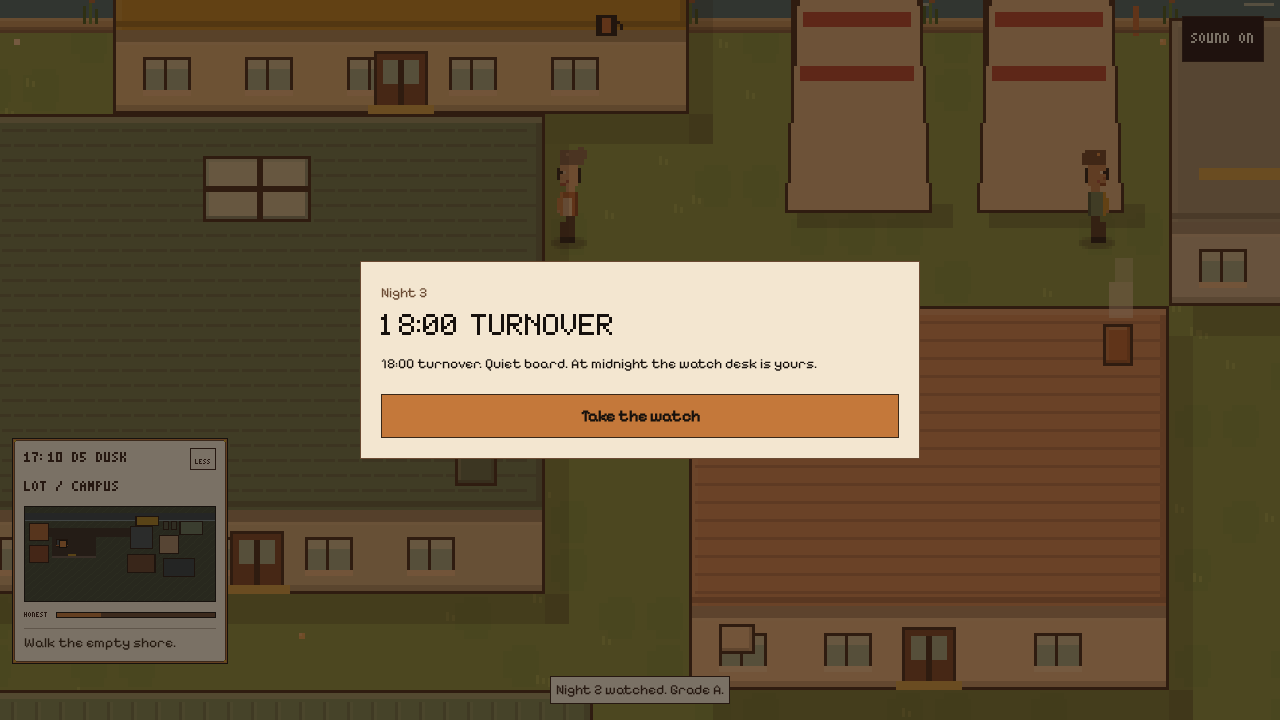 SOUND ON
Night 3
18:00 TURNOVER
18:00 turnover. Quiet board. At midnight the watch desk is yours.
Take the watch
17:10 D5 DUSK
LESS
LOT / CAMPUS
HONEST
Walk the empty shore.
Night 2 watched. Grade A.